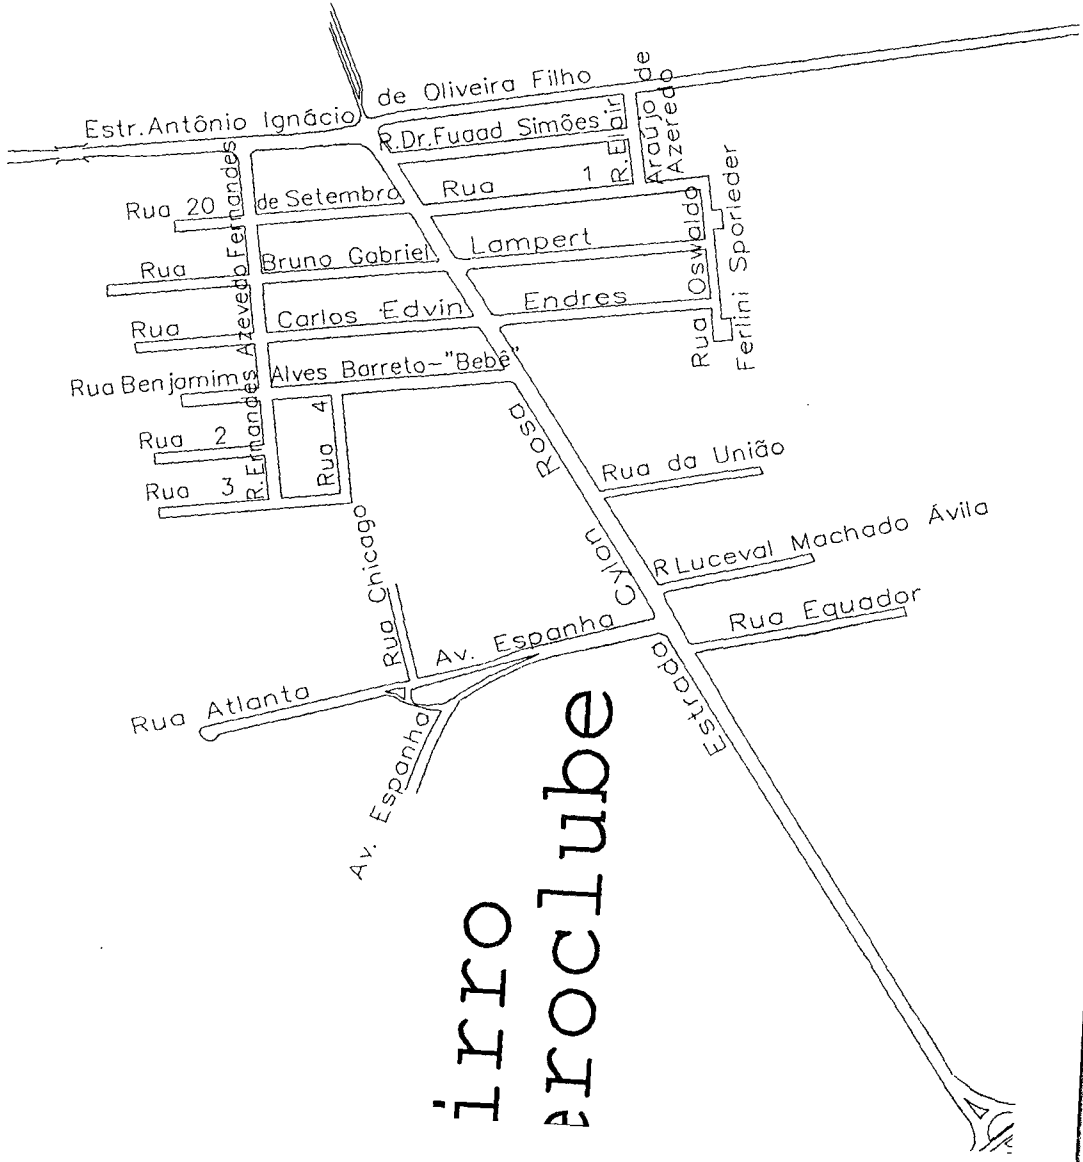 Estr. Antônio Ignácio de Oliveira Filho
R. Dr. Fuaad Simões
Araújo de
Azeredo
Rua 1
Rua 20 de Setembro
Rua Bruno Gabriel Lampert
Rua Carlos Edvin Endres
Rua Oswaldo
Ferlini Sporieder
Rua Benjamim Alves Barreto-"Bebê"
R. Ernandes Azevedo Fernandes
Rua 2
Rua 3
Rua 4
Rua Chicago
Estrada Cylon Rosa
Rua da União
R Luceval Machado Ávila
Rua Equador
Av. Espanha
Rua Atlanta
Av. Espanha
irro
eroclube